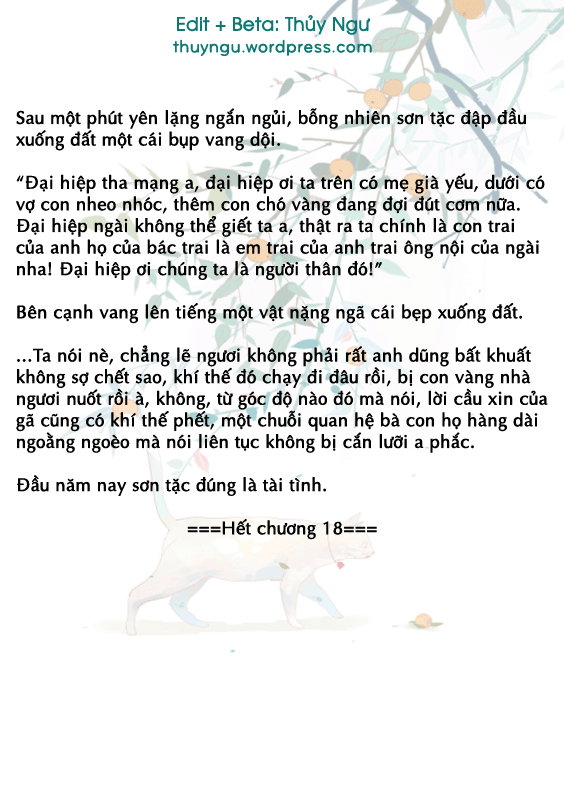 Edit + Beta: Thủy Ngư
thuyngu.wordpress.com
Sau một phút yên lặng ngắn ngủi, bỗng nhiên sơn tặc đập đầu
xuống đất một cái bụp vang dội.
“Đại hiệp tha mạng a, đại hiệp ơi ta trên có mẹ già yếu, dưới có
vợ con nheo nhóc, thêm con chó vàng đang đợi đút cơm nữa.
Đại hiệp ngài không thể giết ta a, thật ra ta chính là con trai
của anh họ của bác trai là em trai của anh trai ông nội của ngài
nha! Đại hiệp ơi chúng ta là người thân đó!”
Bên cạnh vang lên tiếng một vật nặng ngã cái bẹp xuống đất.
...Ta nói nè, chẳng lẽ ngươi không phải rất anh dũng bất khuất
không sợ chết sao, khí thế đó chạy đi đâu rồi, bị con vàng nhà
ngươi nuốt rồi à, không, từ góc độ nào đó mà nói, lời cầu xin của
gã cũng có khí thế phết, một chuỗi quan hệ bà con họ hàng dài
ngoằng ngoèo mà nói liên tục không bị cắn lưỡi a phắc.
Đầu năm nay sơn tặc đúng là tài tình.
===Hết chương 18===